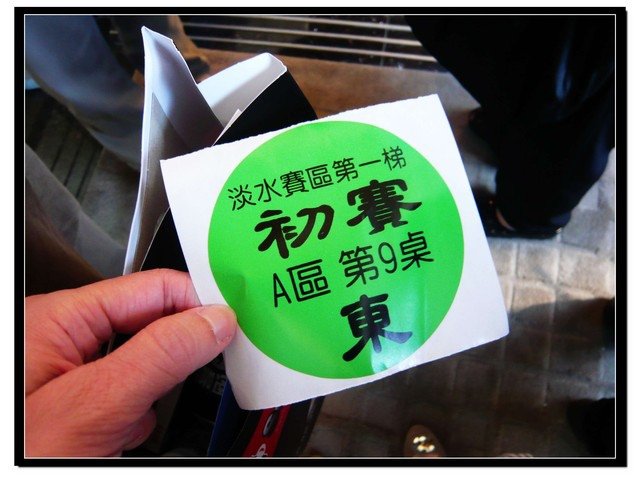 淡水賽區第一梯
初賽
A區 第9桌
東